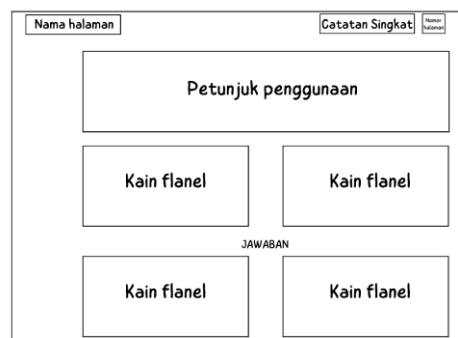 Nama halaman
Catatan Singkat
Nomor
halaman
Petunjuk penggunaan
Kain flanel
Kain flanel
JAWABAN
Kain flanel
Kain flanel